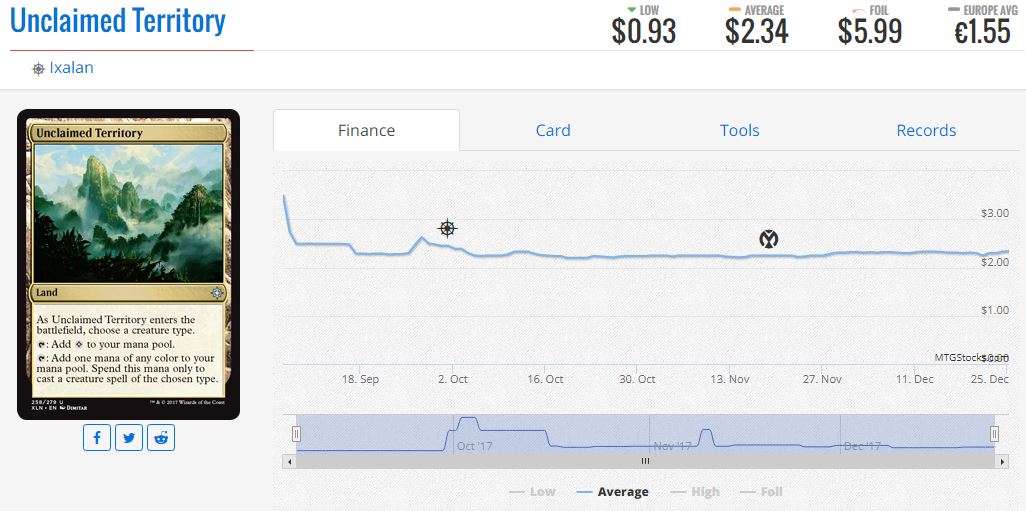 Unclaimed Territory
LOW
$0.93
AVERAGE
$2.34
FOIL
$5.99
EUROPE AVG
€1.55
Ixalan
Unclaimed Territory
Land
As Unclaimed Territory enters the
battlefield, choose a creature type.
: Add to your mana pool.
: Add one mana of any color to your
mana pool. Spend this mana only to
cast a creature spell of the chosen type.
258/279 U
XLN • EN DIMITAR
™ & © 2017 Wizards of the Coast
Finance
Card
Tools
Records
$3.00
$2.00
$1.00
$0.00
MTGStocks.com
18. Sep
2. Oct
16. Oct
30. Oct
13. Nov
27. Nov
11. Dec
25. Dec
Oct '17
Nov '17
Dec '17
Low
Average
High
Foil